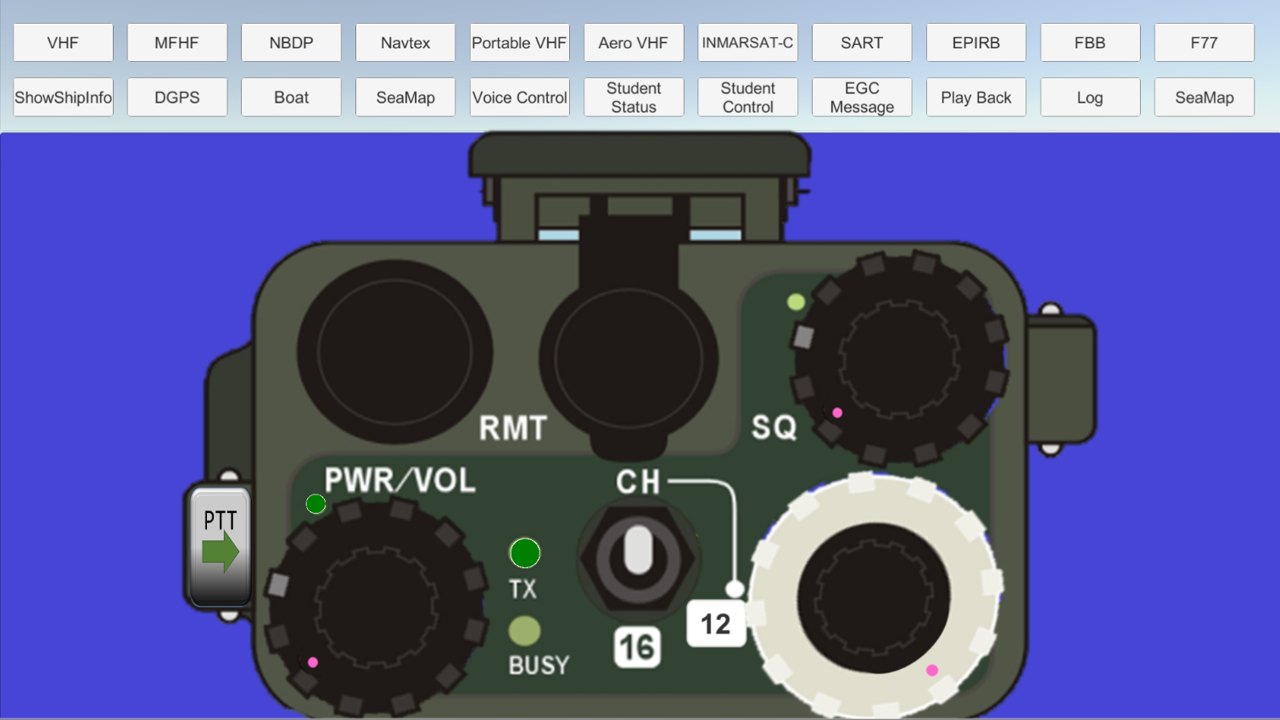 VHF
MFHF
NBDP
Navtex
Portable VHF
Aero VHF
INMARSAT-C
SART
EPIRB
FBB
F77
ShowShipInfo
DGPS
Boat
SeaMap
Voice Control
Student
Status
Student
Control
EGC
Message
Play Back
Log
SeaMap
RMT
SQ
PWR/VOL
CH
PTT
TX
12
16
BUSY